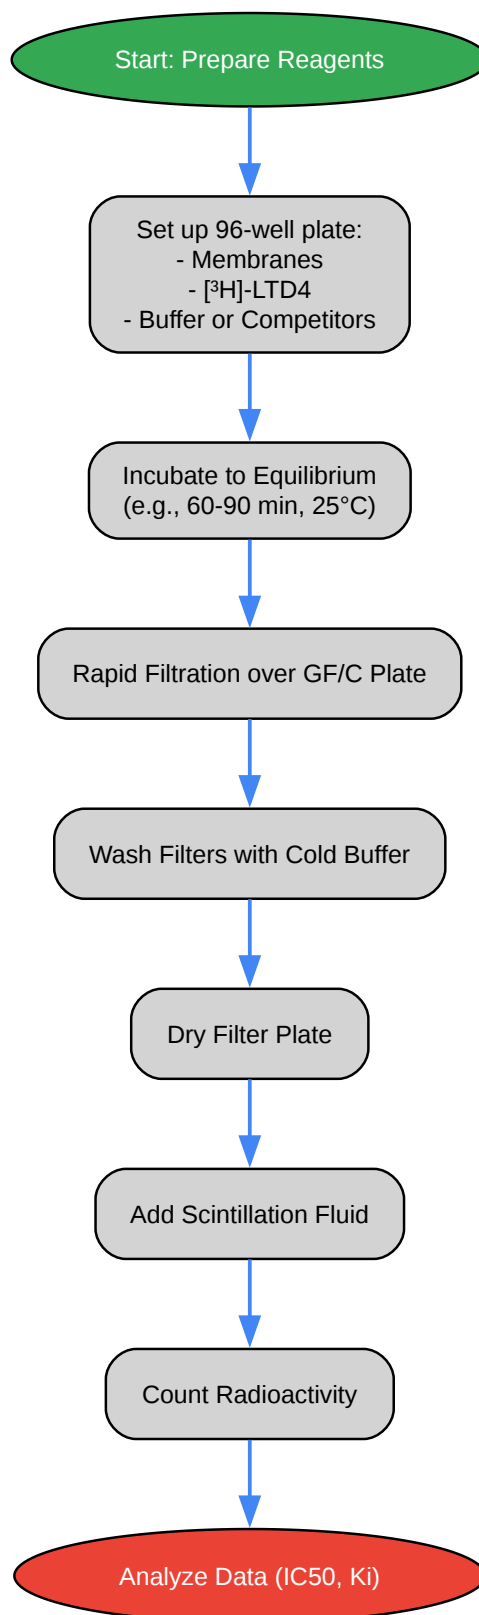 Start: Prepare Reagents
Set up 96-well plate:
- Membranes
- [³H]-LTD4
- Buffer or Competitors
Incubate to Equilibrium
(e.g., 60-90 min, 25°C)
Rapid Filtration over GF/C Plate
Wash Filters with Cold Buffer
Dry Filter Plate
Add Scintillation Fluid
Count Radioactivity
Analyze Data (IC50, Ki)